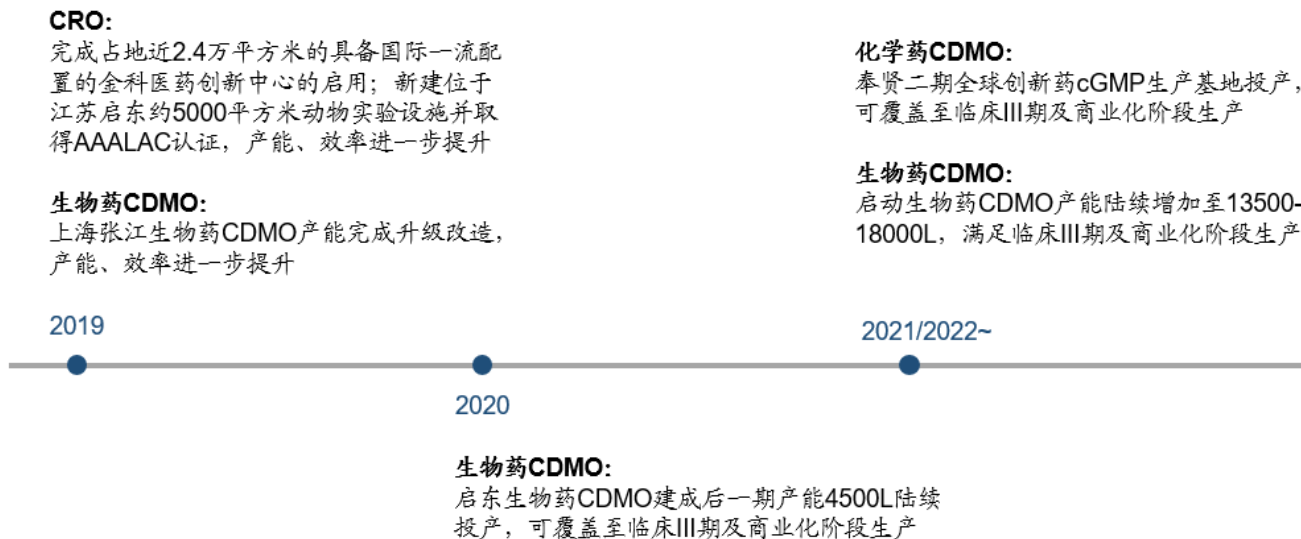 CRO:
完成占地近2.4万平方米的具备国际一流配
置的金科医药创新中心的启用；新建位于
江苏启东约5000平方米动物实验设施并取
得AAALAC认证，产能、效率进一步提升
生物药CDMO:
上海张江生物药CDMO产能完成升级改造，
产能、效率进一步提升
2019
2020
生物药CDMO:
启东生物药CDMO建成后一期产能4500L陆续
投产，可覆盖至临床III期及商业化阶段生产
化学药CDMO:
奉贤二期全球创新药cGMP生产基地投产，
可覆盖至临床III期及商业化阶段生产
生物药CDMO:
启动生物药CDMO产能陆续增加至13500-
18000L，满足临床III期及商业化阶段生产
2021/2022~